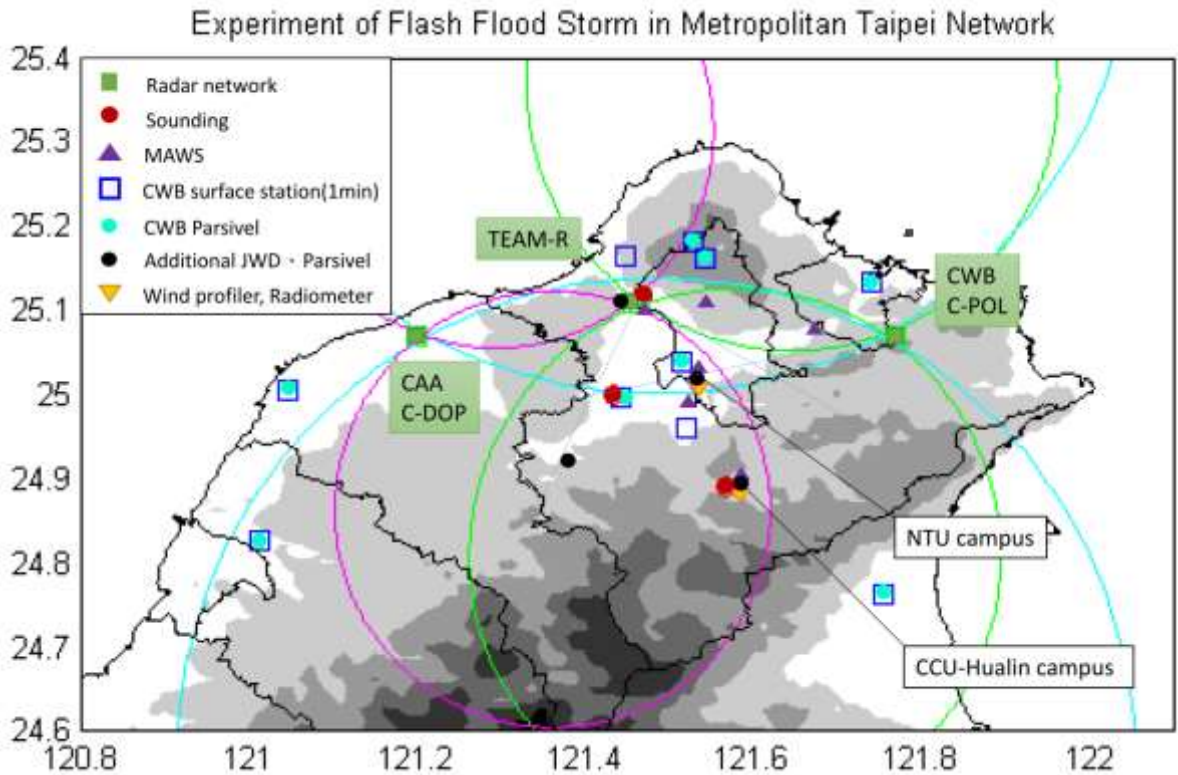 Experiment of Flash Flood Storm in Metropolitan Taipei Network
25.4
25.3
25.2
25.1
25
24.9
24.8
24.7
24.6
Radar network
Sounding
MAWS
CWB surface station(1min)
CWB Parsivel
Additional JWD、Parsivel
Wind profiler, Radiometer
TEAM-R
CWB
C-POL
CAA
C-DOP
NTU campus
CCU-Hualin campus
120.8
121
121.2
121.4
121.6
121.8
122